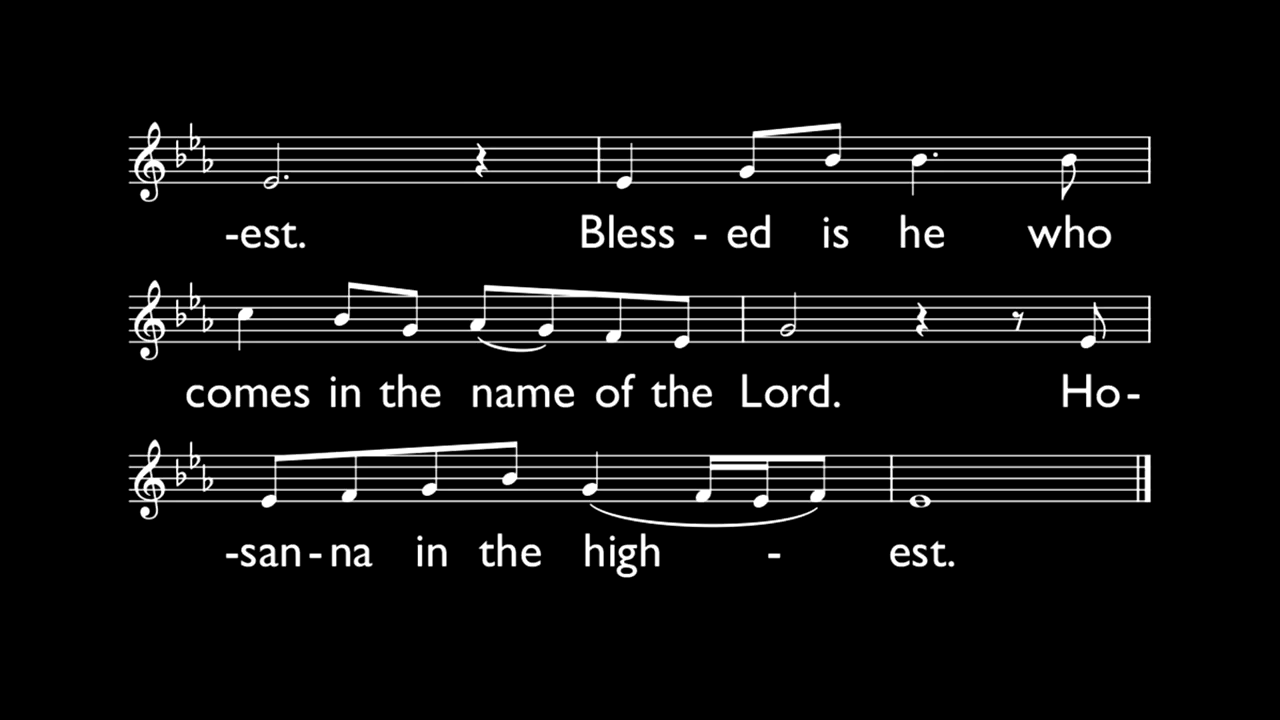 -est. Bless - ed is he who
comes in the name of the Lord. Ho-
-san-na in the high - est.